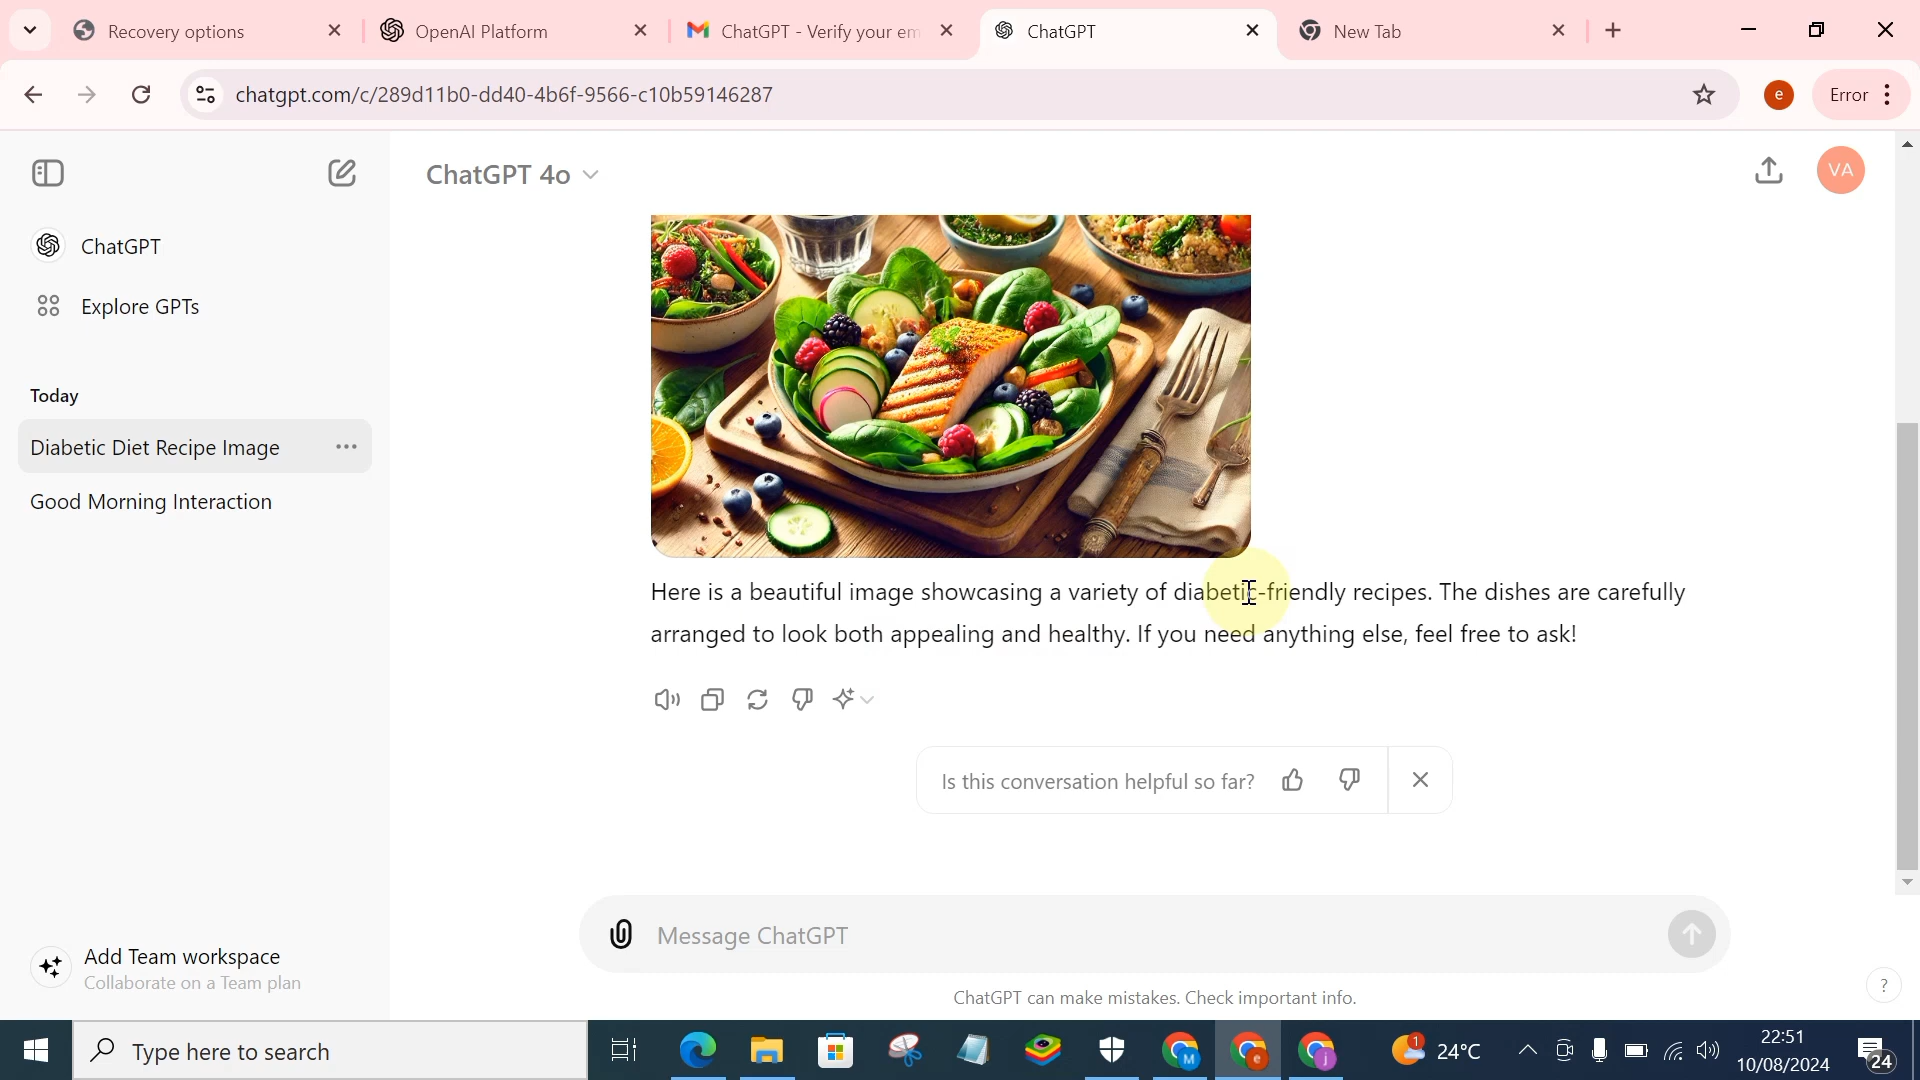 Recovery options
OpenAI Platform
ChatGPT - Verify your em
ChatGPT
New Tab
chatgpt.com/c/289d11b0-dd40-4b6f-9566-c10b59146287
e
Error
ChatGPT 4o
VA
ChatGPT
Explore GPTs
Today
Diabetic Diet Recipe Image
Good Morning Interaction
Here is a beautiful image showcasing a variety of diabetic-friendly recipes. The dishes are carefully
arranged to look both appealing and healthy. If you need anything else, feel free to ask!
Is this conversation helpful so far?
Message ChatGPT
Add Team workspace
Collaborate on a Team plan
ChatGPT can make mistakes. Check important info.
?
Type here to search
M
e
j
1
24°C
22:51
10/08/2024
24